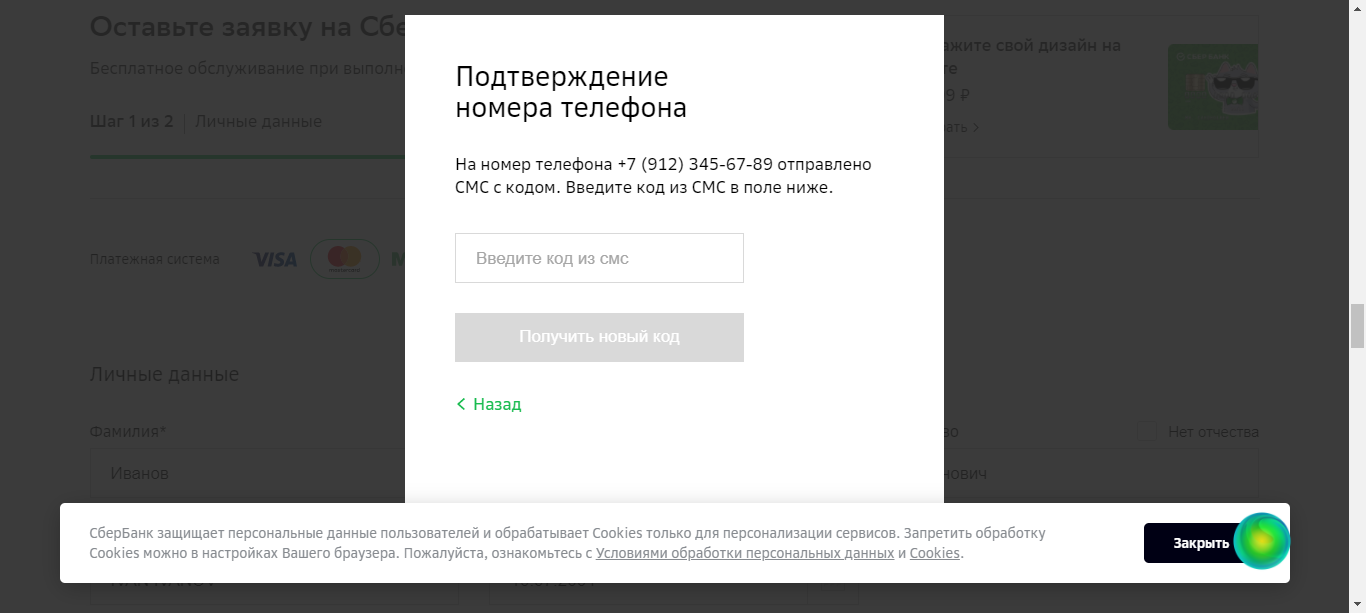 Оставьте заявку на Сбе
Бесплатное обслуживание при выполн
Шаг 1 из 2 | Личные данные
ажите свой дизайн на
те
9 ₽
ать >
Подтверждение
номера телефона
На номер телефона +7 (912) 345-67-89 отправлено
СМС с кодом. Введите код из СМС в поле ниже.
Платежная система VISA
Введите код из смс
Получить новый код
< Назад
Личные данные
Фамилия*
во
Нет отчества
Иванов
нович
СберБанк защищает персональные данные пользователей и обрабатывает Cookies только для персонализации сервисов. Запретить обработку
Cookies можно в настройках Вашего браузера. Пожалуйста, ознакомьтесь с Условиями обработки персональных данных и Cookies.
Закрыть